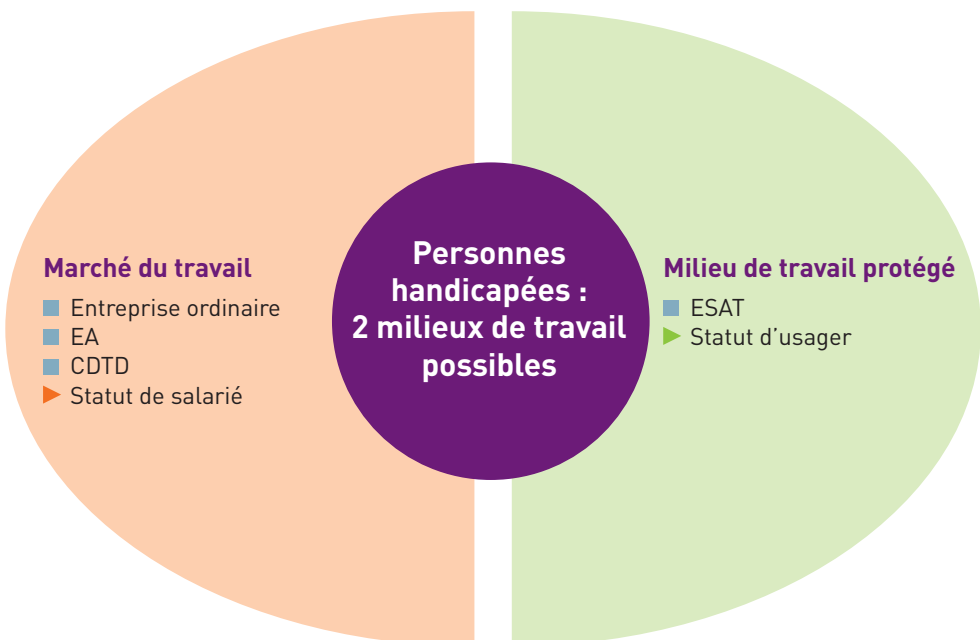 Personnes
handicapées :
2 milieux de travail
possibles
Marché du travail
Entreprise ordinaire
EA
CDTD
Statut de salarié
Milieu de travail protégé
ESAT
Statut d'usager